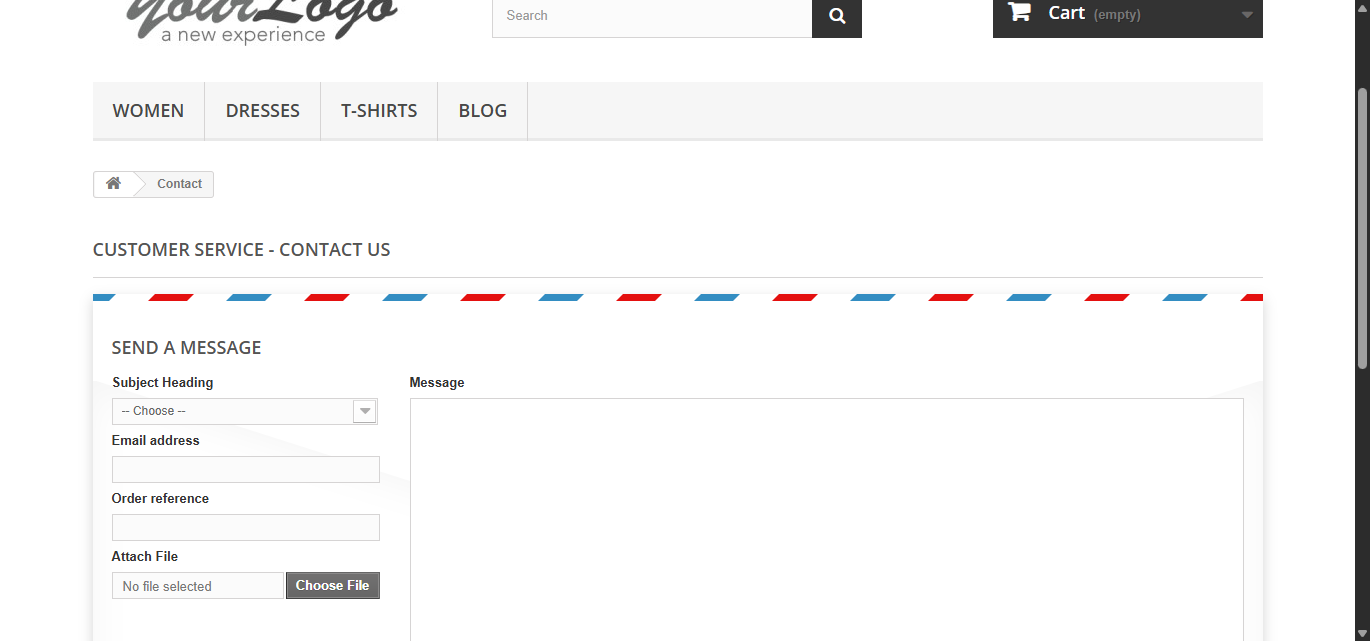 yourLogo
a new experience
Search
Cart (empty)
WOMEN
DRESSES
T-SHIRTS
BLOG
Contact
CUSTOMER SERVICE - CONTACT US
SEND A MESSAGE
Subject Heading
-- Choose --
Email address
Order reference
Attach File
No file selected
Choose File
Message